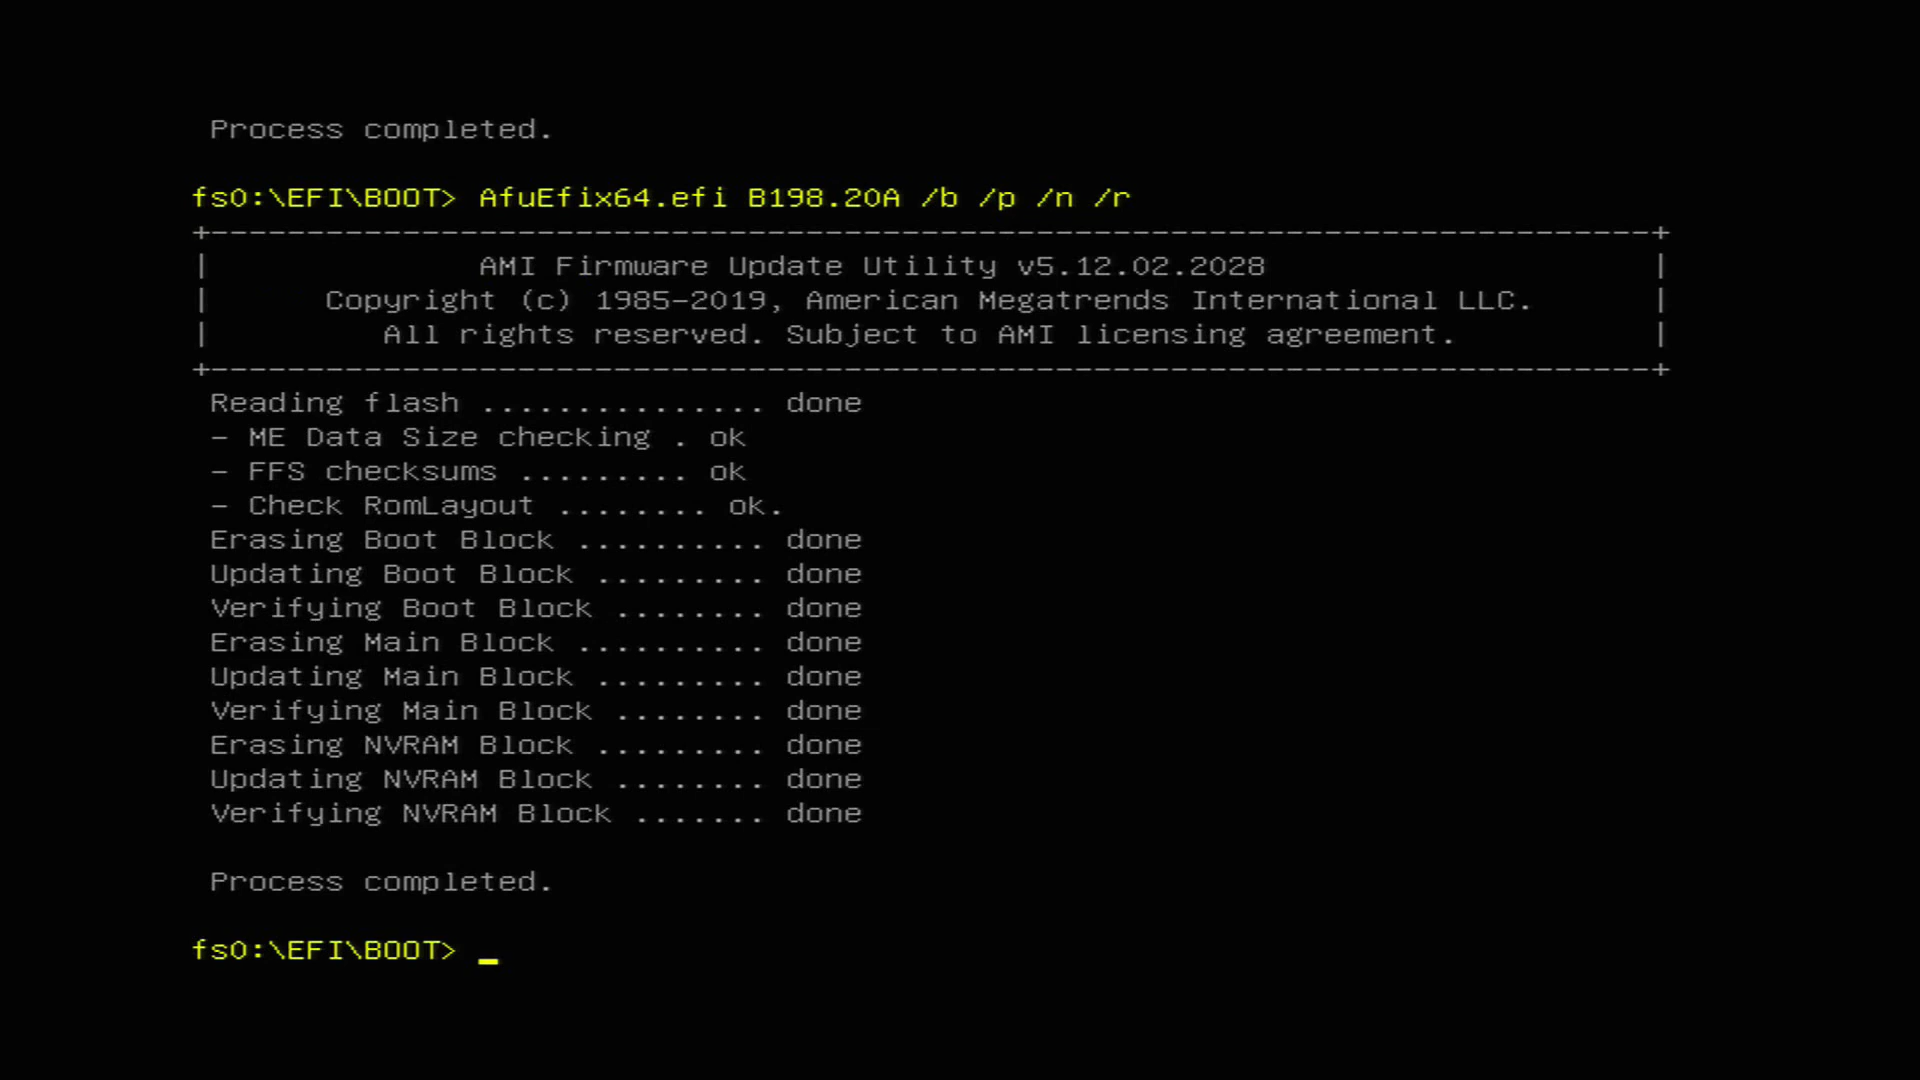 Process completed.
fs0:\EFI\BOOT> AfuEfix64.efi B198.20A /b /p /n /r
+---------------------------------------------------------------------------+
|              AMI Firmware Update Utility v5.12.02.2028                    |
|      Copyright (c) 1985-2019, American Megatrends International LLC.      |
|         All rights reserved. Subject to AMI licensing agreement.          |
+---------------------------------------------------------------------------+
Reading flash ............... done
- ME Data Size checking . ok
- FFS checksums ......... ok
- Check RomLayout ........ ok.
Erasing Boot Block .......... done
Updating Boot Block ......... done
Verifying Boot Block ........ done
Erasing Main Block .......... done
Updating Main Block ......... done
Verifying Main Block ........ done
Erasing NVRAM Block ......... done
Updating NVRAM Block ........ done
Verifying NVRAM Block ....... done
Process completed.
fs0:\EFI\BOOT> _